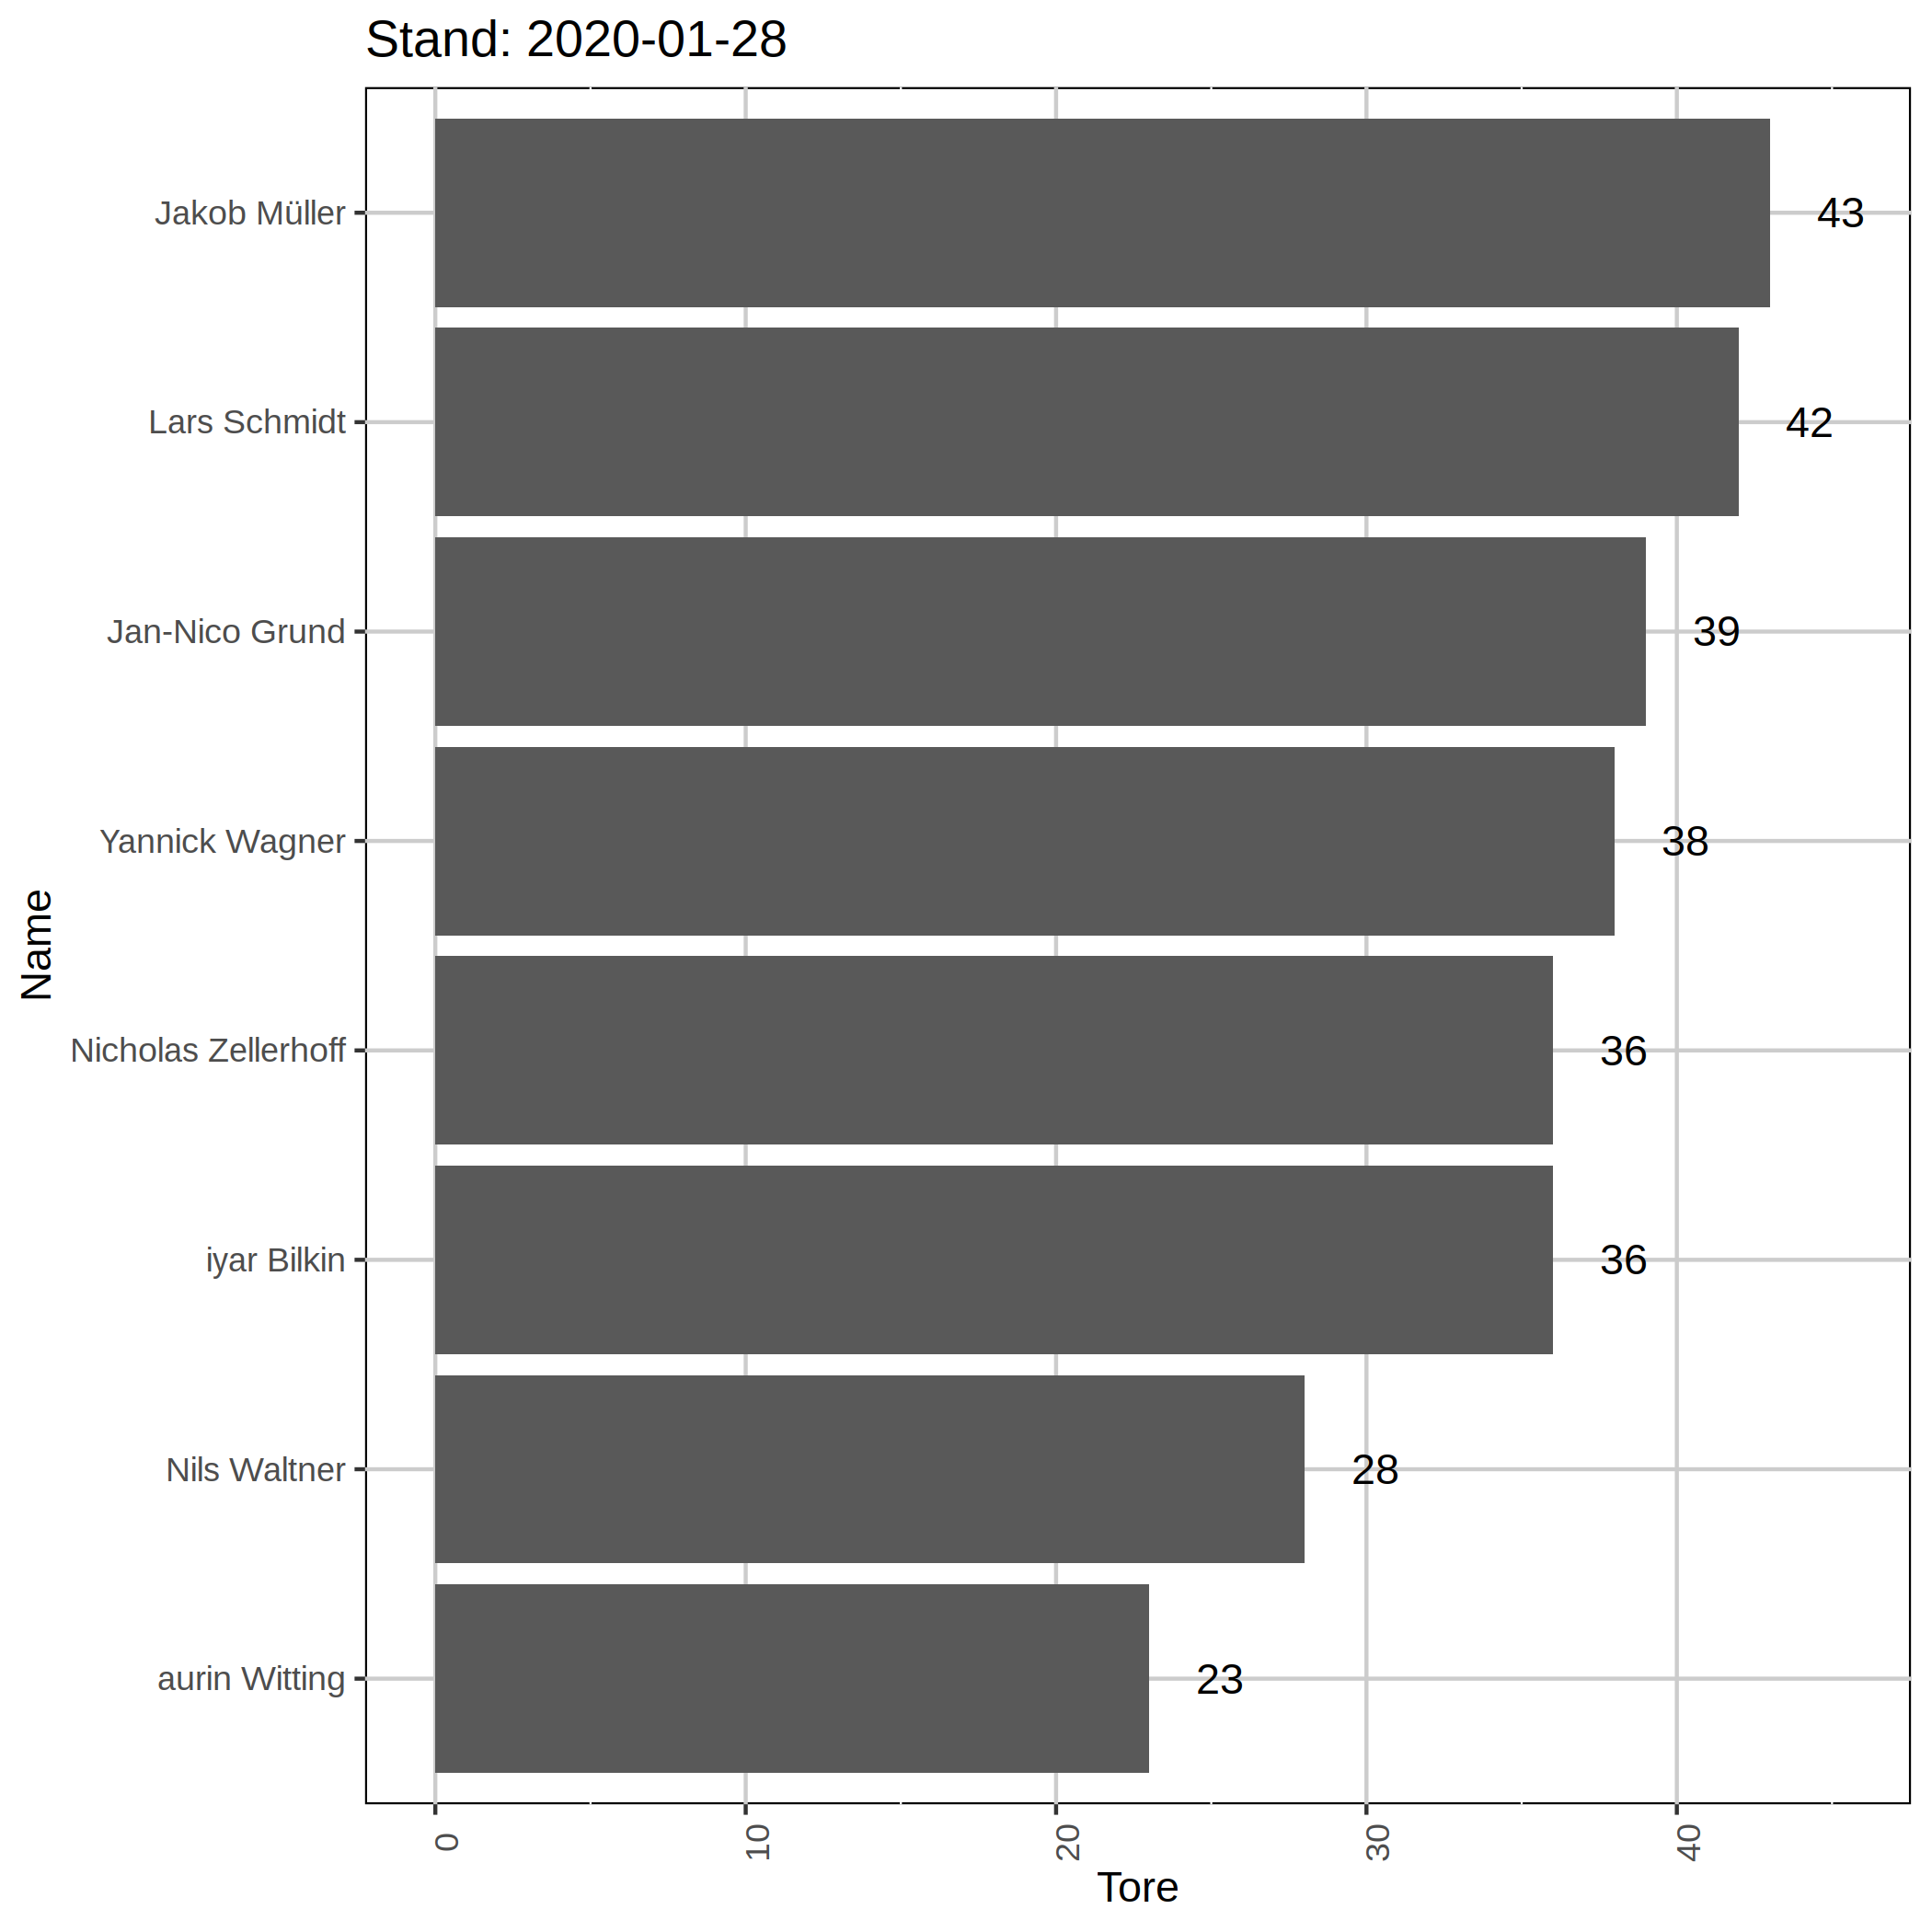 Stand: 2020-01-28
Name
Jakob Müller 43
Lars Schmidt 42
Jan-Nico Grund 39
Yannick Wagner 38
Nicholas Zellerhoff 36
iyar Bilkin 36
Nils Waltner 28
aurin Witting 23
0 10 20 30 40
Tore